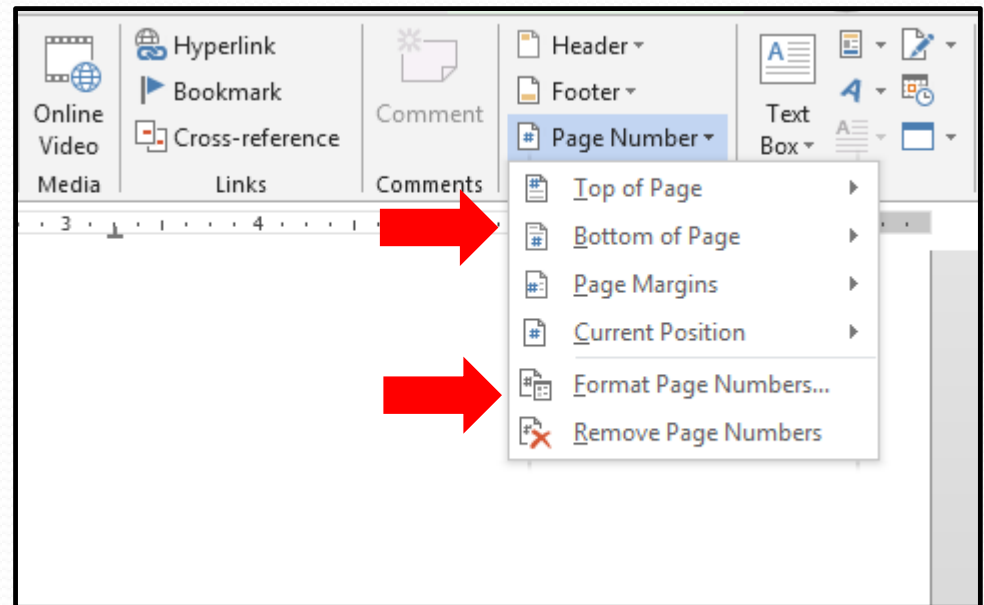 Online
Video
Media
Hyperlink
Bookmark
Cross-reference
Links
Comment
Comments
Header
Footer
Page Number
Text
Box
3 4
Top of Page
Bottom of Page
Page Margins
Current Position
Format Page Numbers...
Remove Page Numbers